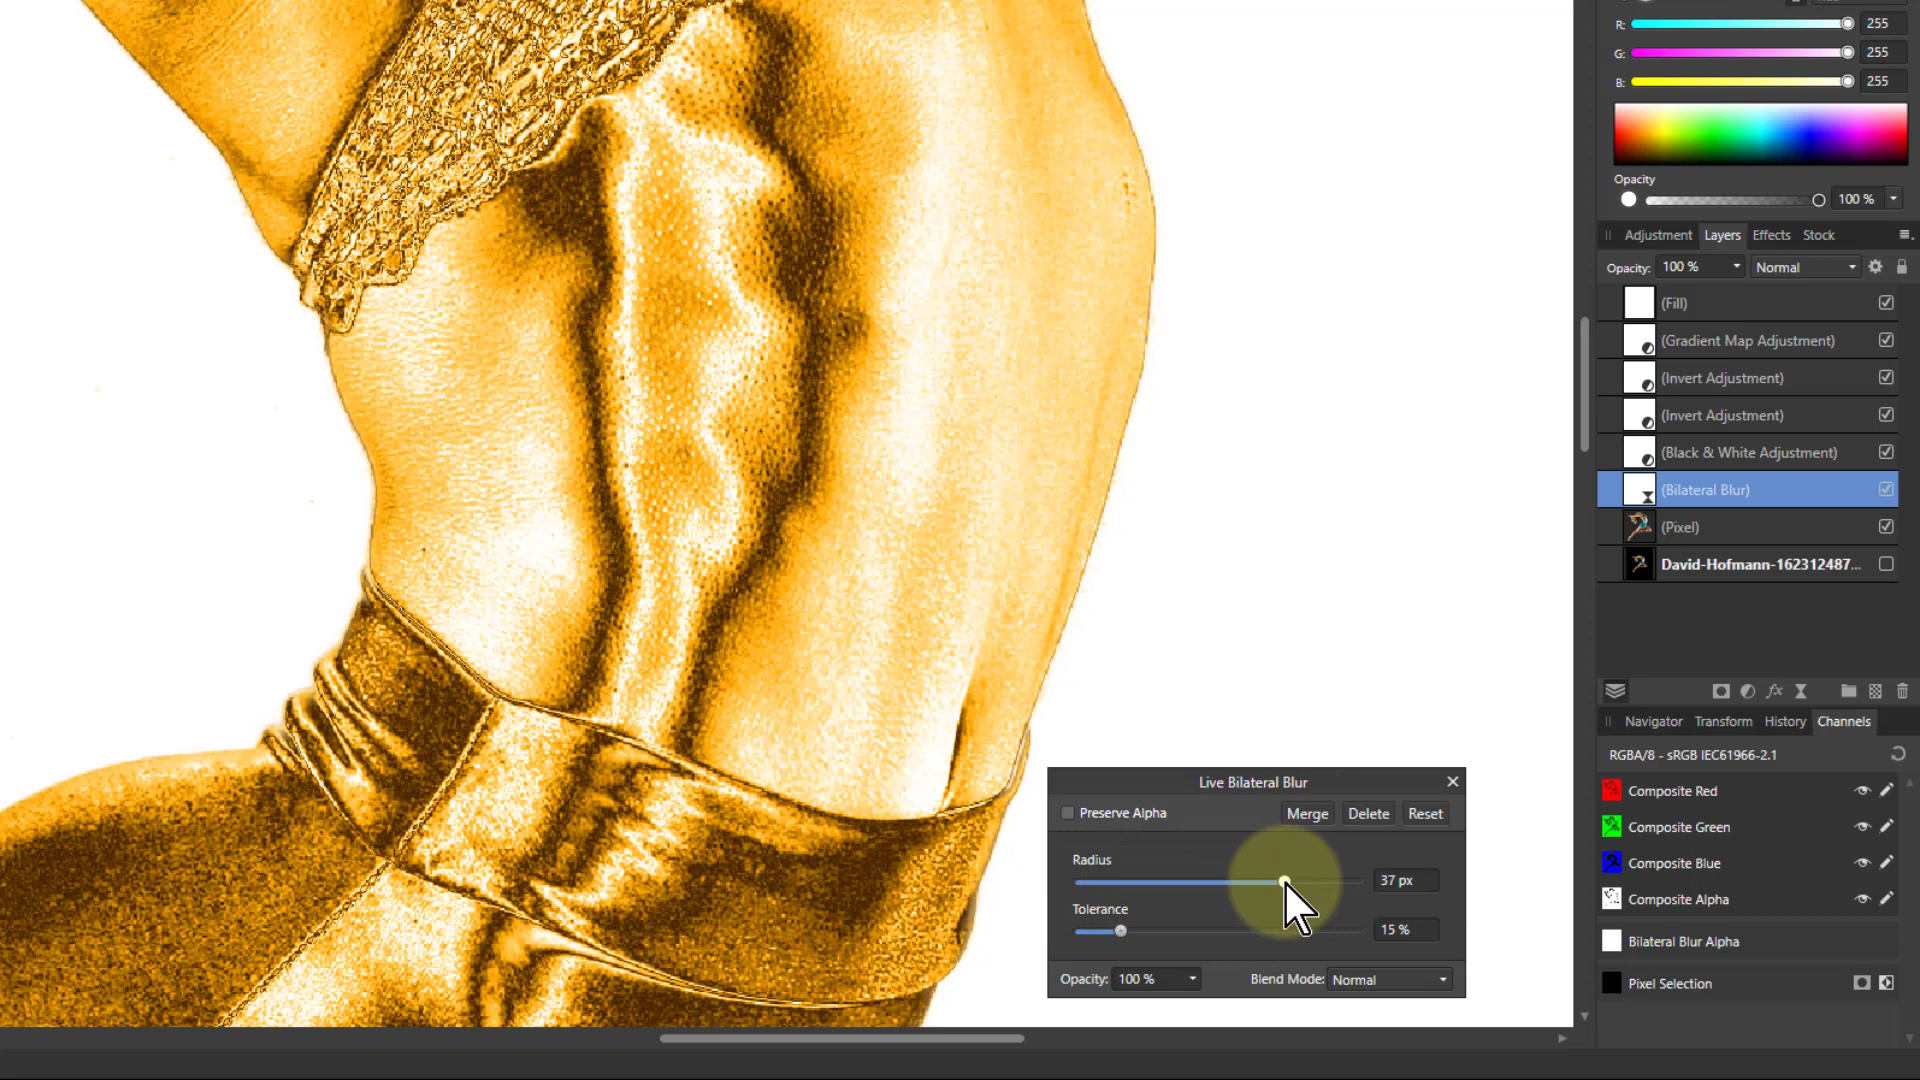 R: 255
G: 255
B: 255
Opacity
100 %
Adjustment Layers Effects Stock
Opacity: 100 % Normal
(Fill)
(Gradient Map Adjustment)
(Invert Adjustment)
(Invert Adjustment)
(Black & White Adjustment)
(Bilateral Blur)
(Pixel)
David-Hofmann-162312487...
fx
Navigator Transform History Channels
RGBA/8 - sRGB IEC61966-2.1
Composite Red
Composite Green
Composite Blue
Composite Alpha
Bilateral Blur Alpha
Pixel Selection
Live Bilateral Blur
Preserve Alpha Merge Delete Reset
Radius
37 px
Tolerance
15 %
Opacity: 100 % Blend Mode: Normal